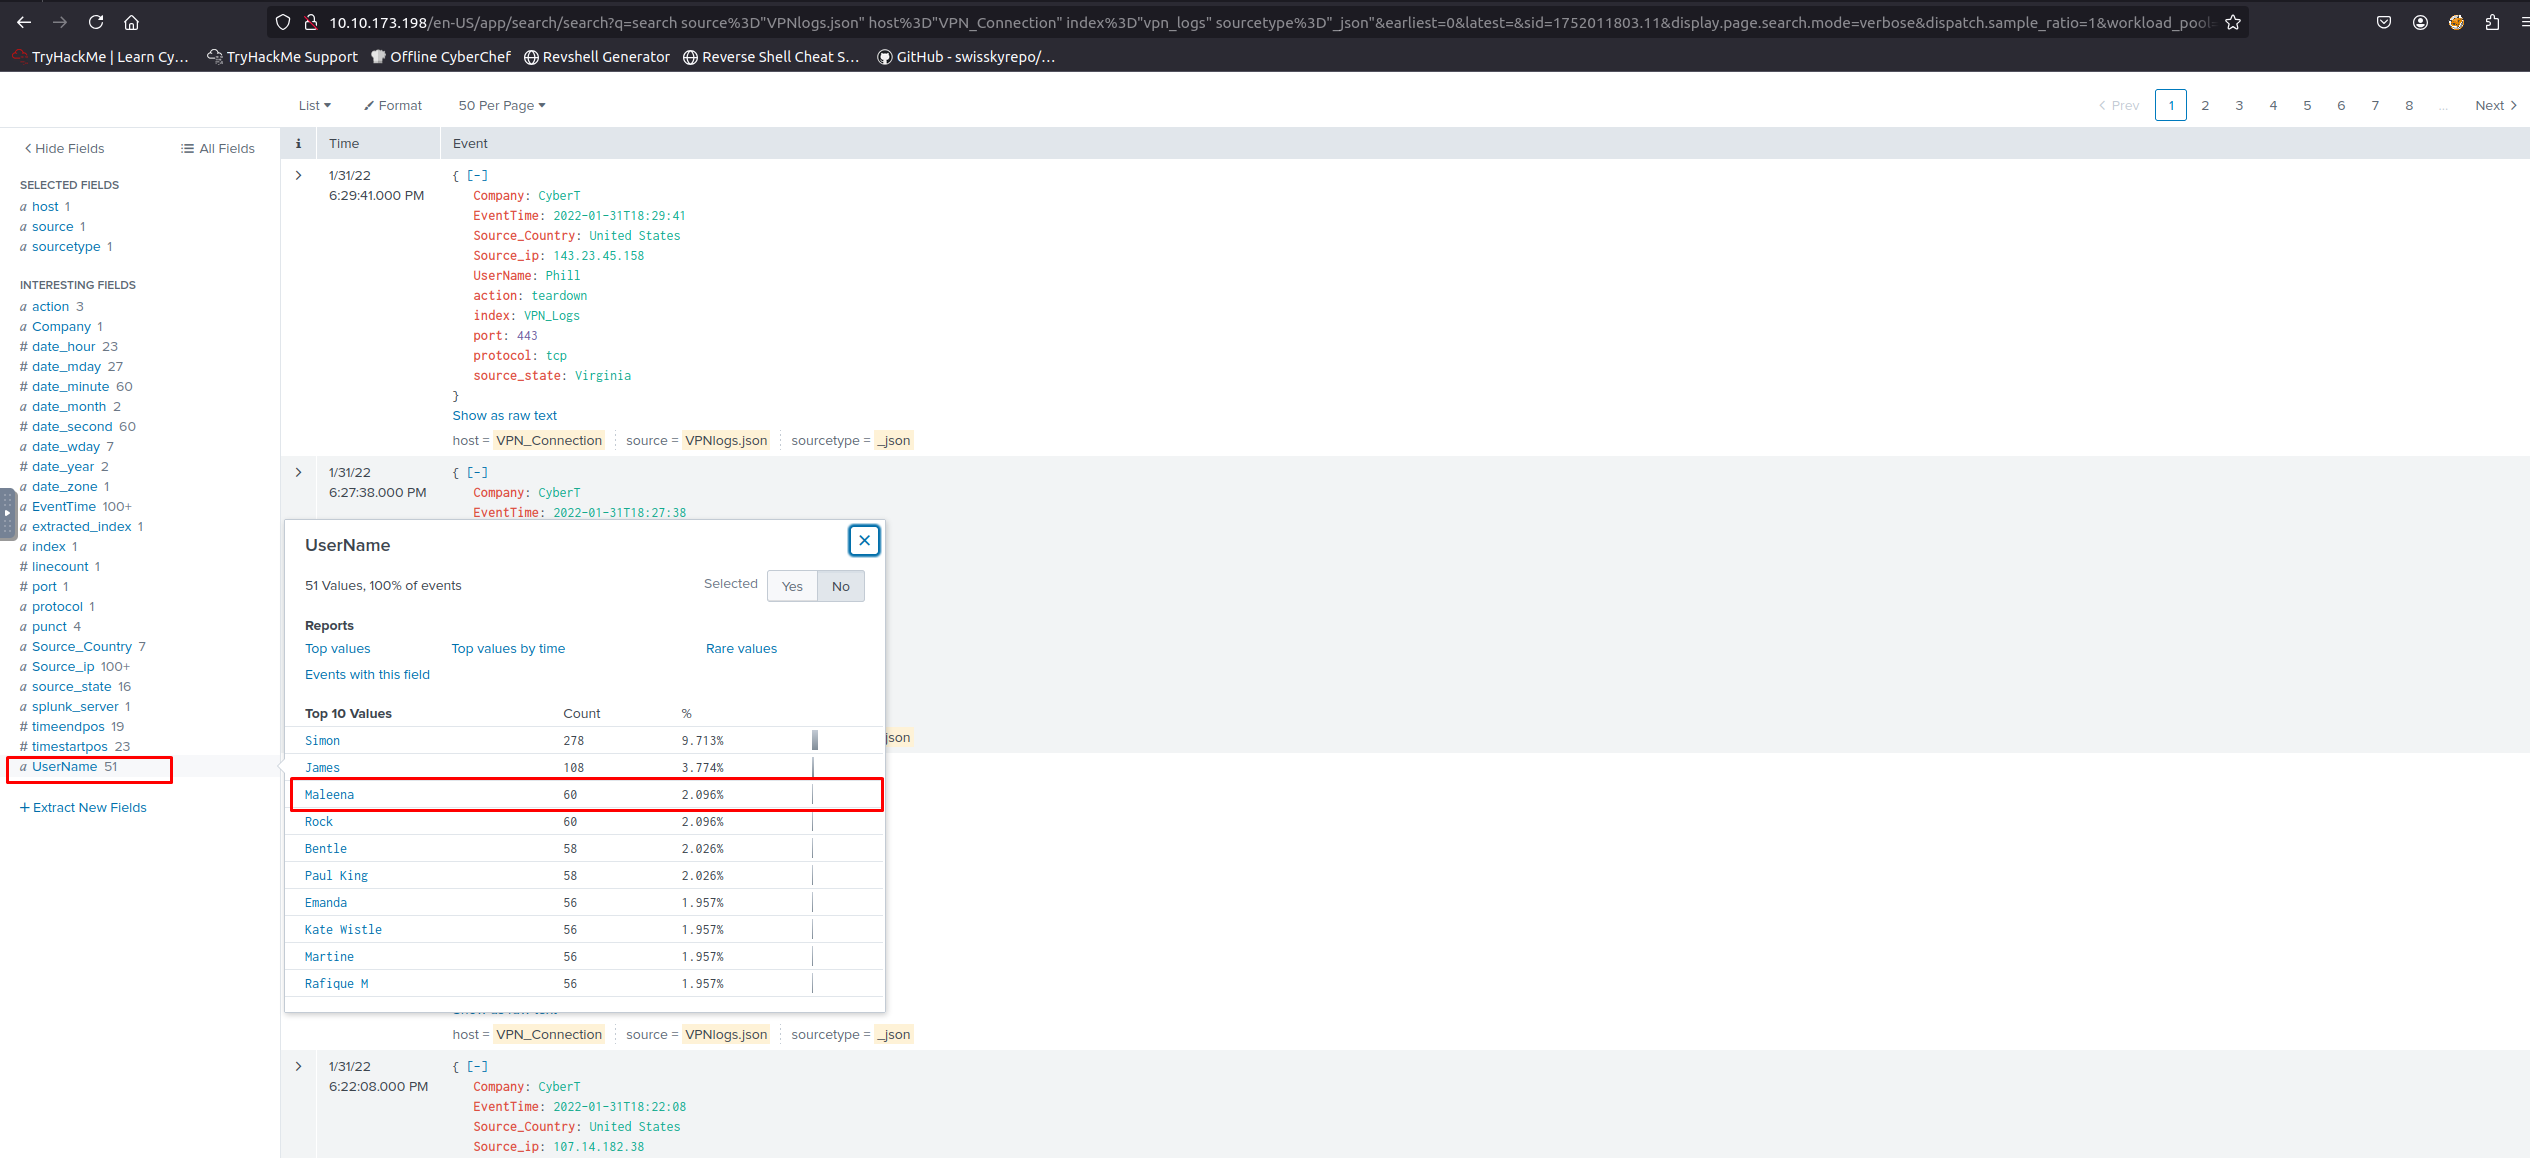 10.10.173.198/en-US/app/search/search?q=search source%3D"VPNlogs.json" host%3D"VPN_Connection" index%3D"vpn_logs" sourcetype%3D"_json"&earliest=0&latest=&sid=1752011803.11&display.page.search.mode=verbose&dispatch.sample_ratio=1&workload_pool=
TryHackMe | Learn Cy... TryHackMe Support Offline CyberChef Revshell Generator Reverse Shell Cheat S... GitHub - swisskyrepo/...
List Format 50 Per Page Prev 1 2 3 4 5 6 7 8 ... Next
Hide Fields All Fields
i Time Event
SELECTED FIELDS
a host 1
a source 1
a sourcetype 1
INTERESTING FIELDS
a action 3
a Company 1
# date_hour 23
# date_mday 27
# date_minute 60
a date_month 2
# date_second 60
a date_wday 7
# date_year 2
a date_zone 1
a EventTime 100+
a extracted_index 1
a index 1
# linecount 1
# port 1
a protocol 1
a punct 4
a Source_Country 7
a Source_ip 100+
a source_state 16
a splunk_server 1
# timeendpos 19
# timestartpos 23
a UserName 51
+ Extract New Fields
1/31/22
6:29:41.000 PM
{ [-]
Company: CyberT
EventTime: 2022-01-31T18:29:41
Source_Country: United States
Source_ip: 143.23.45.158
UserName: Phill
action: teardown
index: VPN_Logs
port: 443
protocol: tcp
source_state: Virginia
}
Show as raw text
host = VPN_Connection source = VPNlogs.json sourcetype = _json
1/31/22
6:27:38.000 PM
{ [-]
Company: CyberT
EventTime: 2022-01-31T18:27:38
UserName
51 Values, 100% of events Selected Yes No
Reports
Top values Top values by time Rare values
Events with this field
Top 10 Values Count %
Simon 278 9.713%
James 108 3.774%
Maleena 60 2.096%
Rock 60 2.096%
Bentle 58 2.026%
Paul King 58 2.026%
Emanda 56 1.957%
Kate Wistle 56 1.957%
Martine 56 1.957%
Rafique M 56 1.957%
json
host = VPN_Connection source = VPNlogs.json sourcetype = _json
1/31/22
6:22:08.000 PM
{ [-]
Company: CyberT
EventTime: 2022-01-31T18:22:08
Source_Country: United States
Source_ip: 107.14.182.38